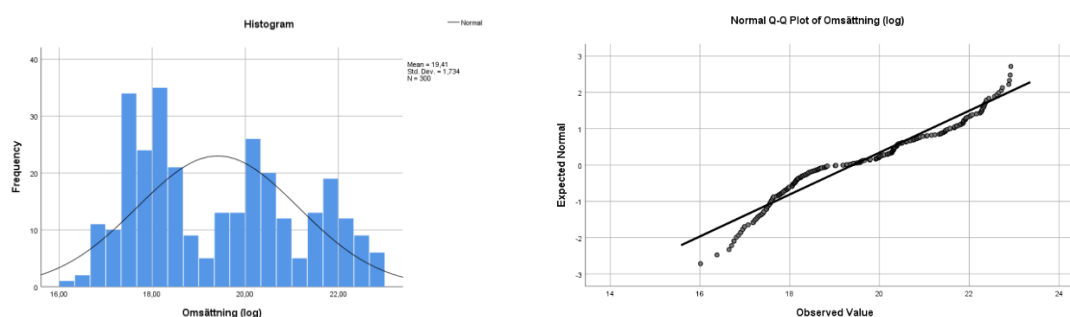 Histogram
Normal
Mean = 19,41
Std. Dev. = 1,734
N = 300
40
30
20
10
0
Frequency
16,00 18,00 20,00 22,00
Omsättning (log)
Normal Q-Q Plot of Omsättning (log)
3
2
1
0
-1
-2
-3
Expected Normal
14 16 18 20 22 24
Observed Value